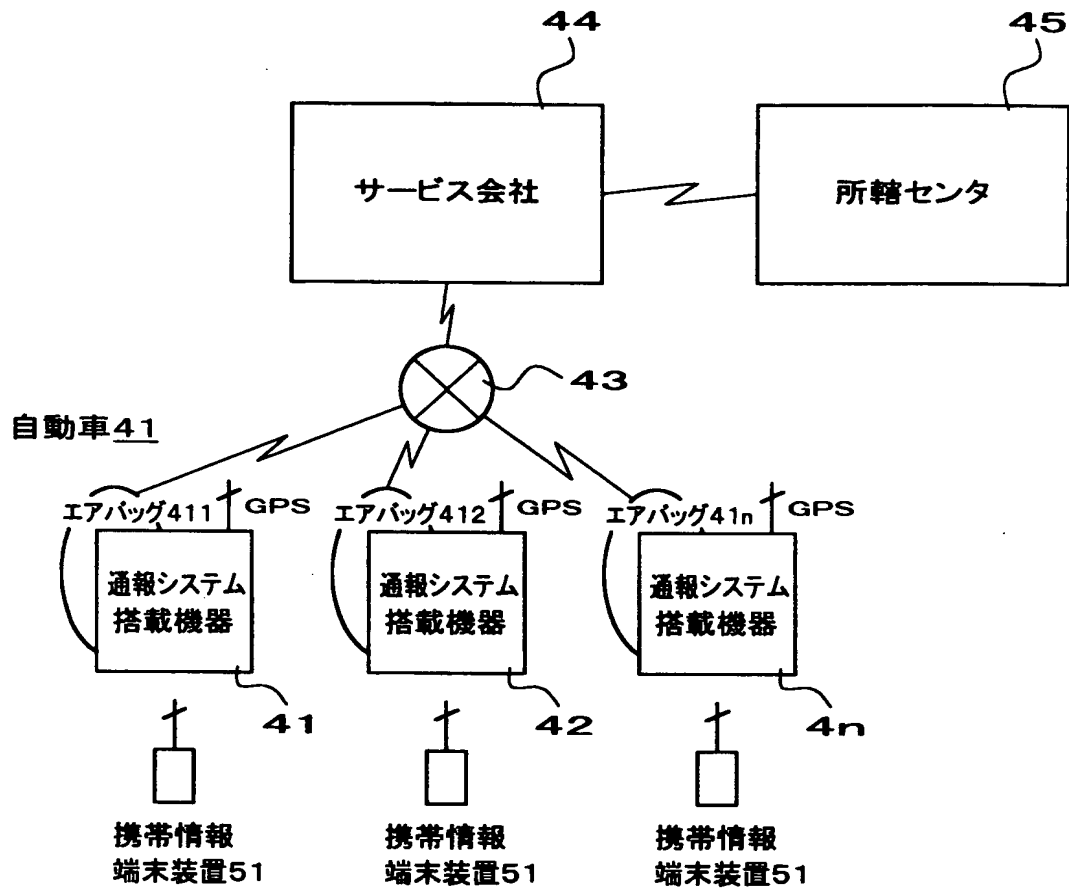 44
45
サービス会社
所轄センタ
43
自動車41
エアバッグ411
GPS
エアバッグ412
GPS
エアバッグ41n
GPS
通報システム
搭載機器
通報システム
搭載機器
通報システム
搭載機器
41
42
4n
携帯情報
端末装置51
携帯情報
端末装置51
携帯情報
端末装置51